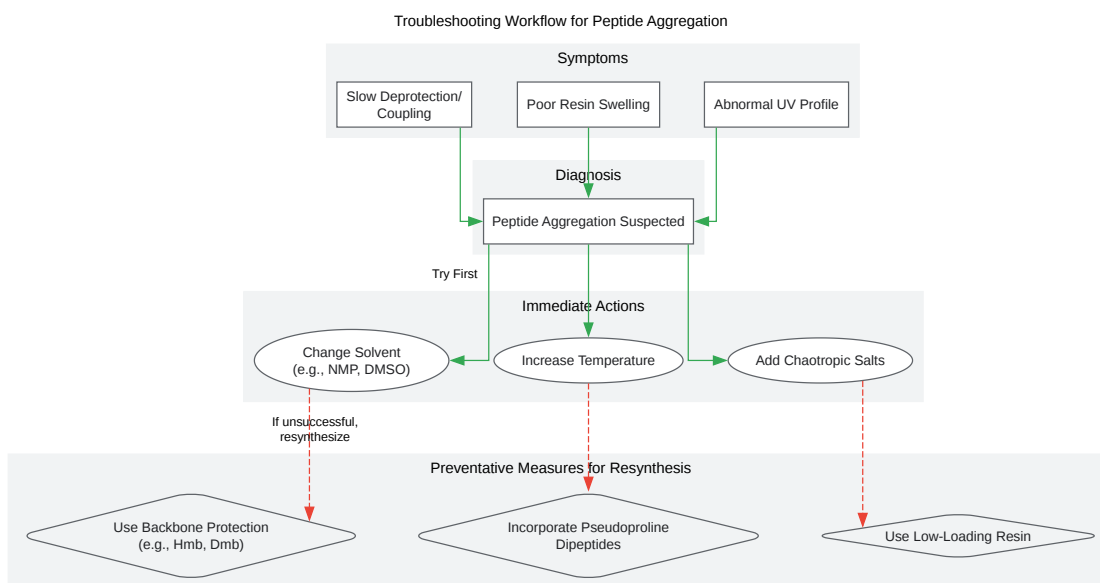 Troubleshooting Workflow for Peptide Aggregation
Symptoms
Slow Deprotection/
Coupling
Poor Resin Swelling
Abnormal UV Profile
Diagnosis
Peptide Aggregation Suspected
Try First
Immediate Actions
Change Solvent
(e.g., NMP, DMSO)
Increase Temperature
Add Chaotropic Salts
If unsuccessful,
resynthesize
Preventative Measures for Resynthesis
Use Backbone Protection
(e.g., Hmb, Dmb)
Incorporate Pseudoproline
Dipeptides
Use Low-Loading Resin